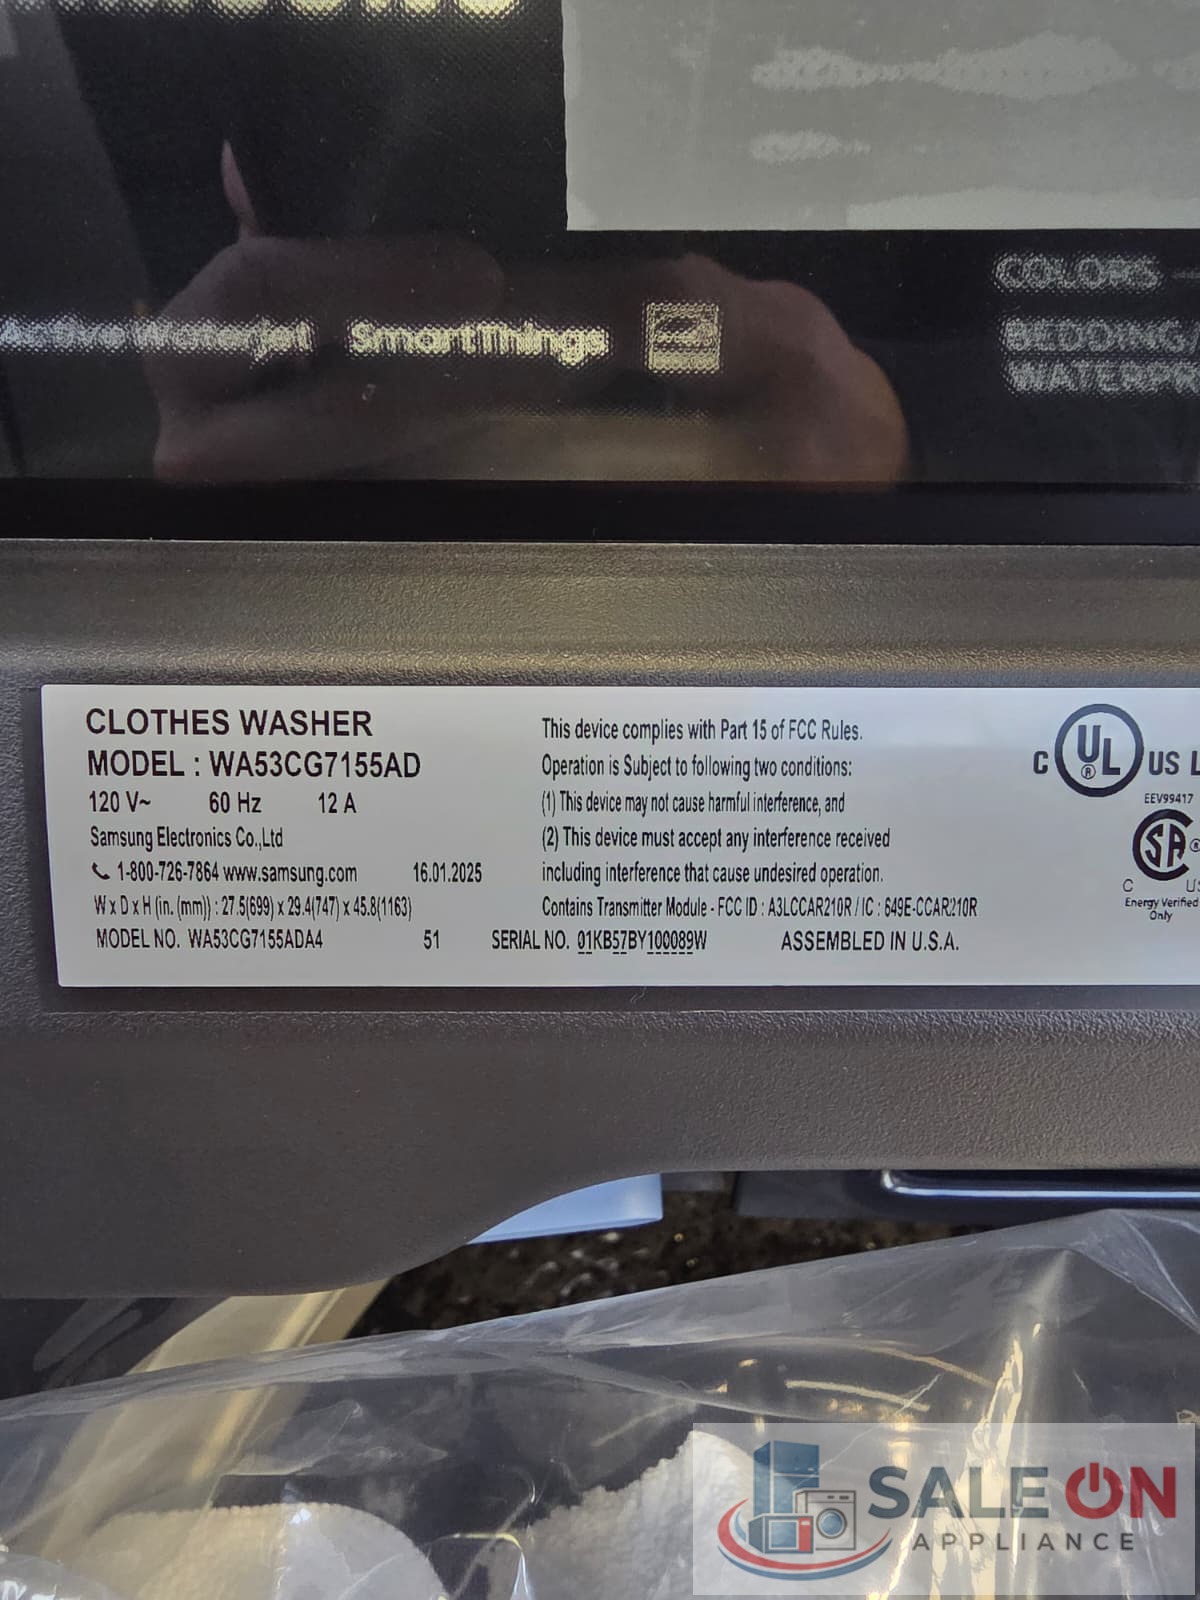 Active Waterjet SmartThings
COLORS
BEDDING/
WATERPR
CLOTHES WASHER
MODEL : WA53CG7155AD
120 V~ 60 Hz 12 A
Samsung Electronics Co.,Ltd
1-800-726-7864 www.samsung.com 16.01.2025
W x D x H (in. (mm)) : 27.5(699) x 29.4(747) x 45.8(1163)
MODEL NO. WA53CG7155ADA4 51 SERIAL NO. 01KB57BY100089W ASSEMBLED IN U.S.A.
This device complies with Part 15 of FCC Rules.
Operation is Subject to following two conditions:
(1) This device may not cause harmful interference, and
(2) This device must accept any interference received
including interference that cause undesired operation.
Contains Transmitter Module - FCC ID : A3LCCAR210R / IC : 649E-CCAR210R
C UL ® US L
EEV99417
SA ®
C US
Energy Verified
Only
SALE ON
APPLIANCE